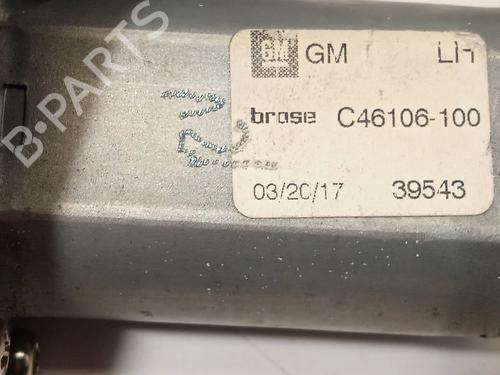 GM GM LH
brose C46106-100
03/20/17 39543
B-PARTS